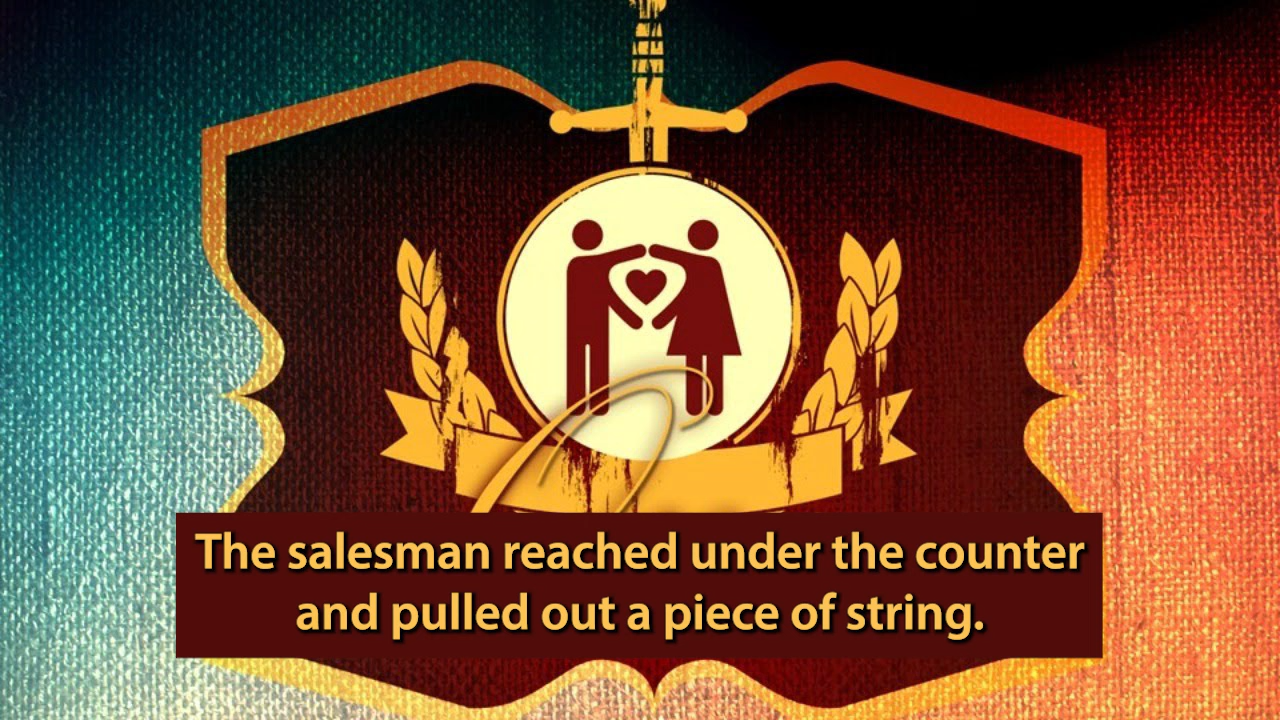 The salesman reached under the counter
and pulled out a piece of string.